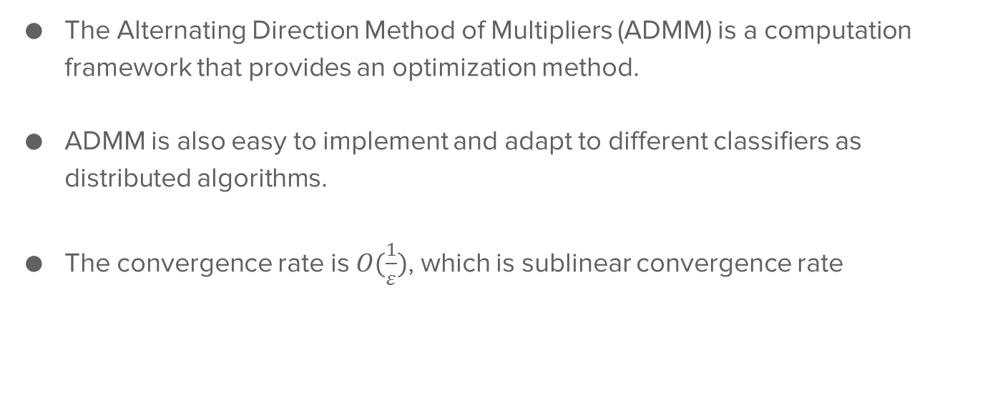 ● The Alternating Direction Method of Multipliers (ADMM) is a computation
framework that provides an optimization method.
● ADMM is also easy to implement and adapt to different classifiers as
distributed algorithms.
● The convergence rate is O(1/ε), which is sublinear convergence rate